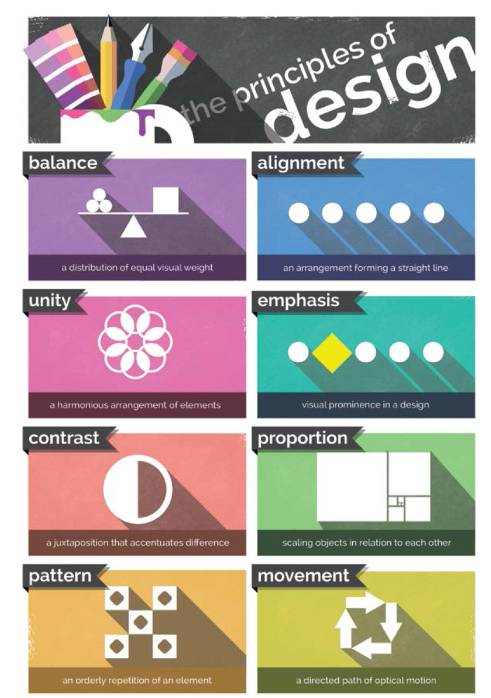 the principles of
design
balance
a distribution of equal visual weight
alignment
an arrangement forming a straight line
unity
a harmonious arrangement of elements
emphasis
visual prominence in a design
contrast
a juxtaposition that accentuates difference
proportion
scaling objects in relation to each other
pattern
an orderly repetition of an element
movement
a directed path of optical motion